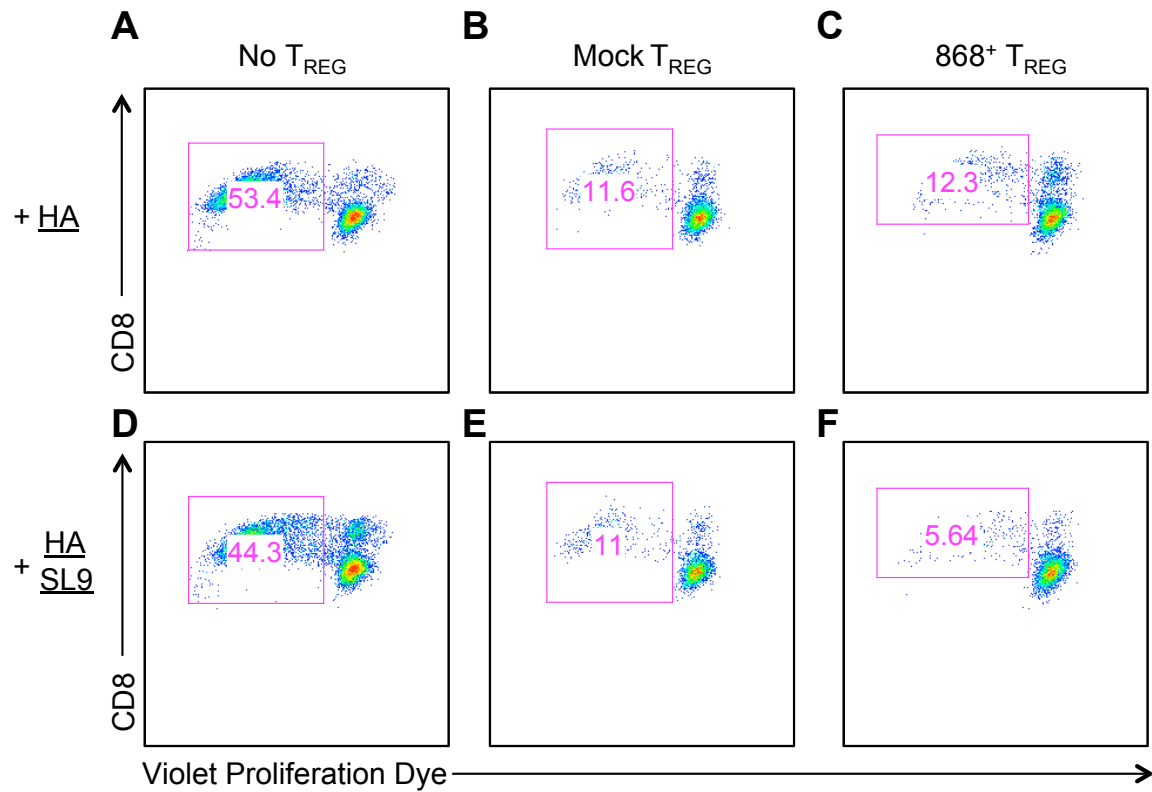 A
B
C
No TREG
Mock TREG
868+ TREG
+ HA
CD8
53.4
11.6
12.3
D
E
F
+ HA
SL9
CD8
44.3
11
5.64
Violet Proliferation Dye